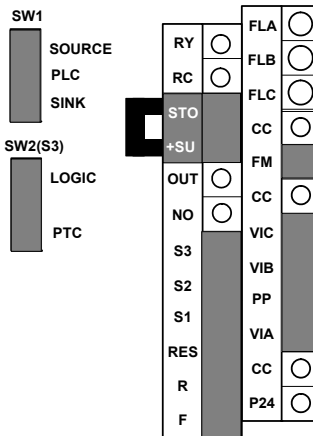 SW1
SOURCE
PLC
SINK
SW2(S3)
LOGIC
PTC
RY
RC
STO
+SU
OUT
NO
S3
S2
S1
RES
R
F
FLA
FLB
FLC
CC
FM
CC
VIC
VIB
PP
VIA
CC
P24